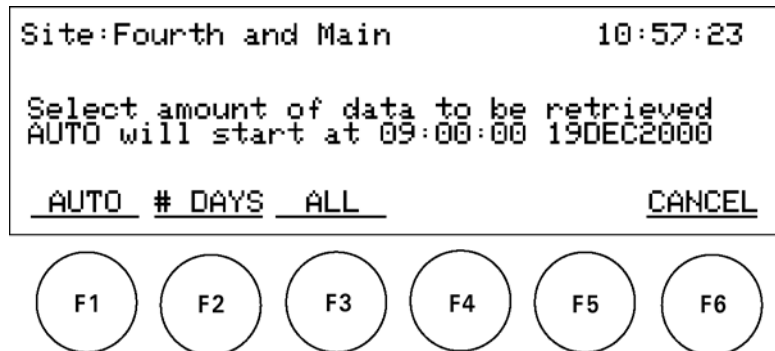 Site:Fourth and Main 10:57:23
Select amount of data to be retrieved
AUTO will start at 09:00:00 19DEC2000
AUTO # DAYS ALL CANCEL
F1 F2 F3 F4 F5 F6